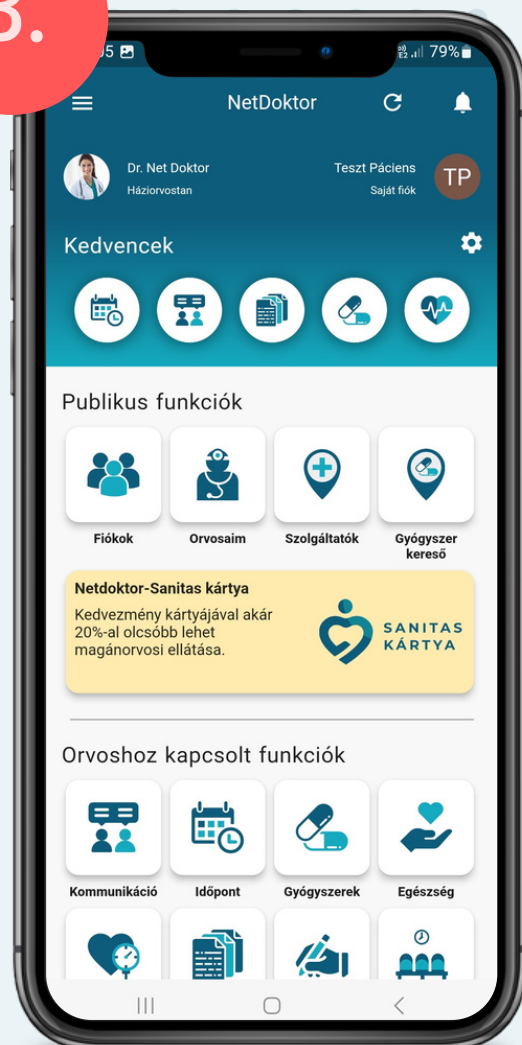 3.
79%
NetDoktor
Dr. Net Doktor
Háziorvostan
Teszt Páciens
Saját fiók
TP
Kedvencek
Publikus funkciók
Fiókok
Orvosaim
Szolgáltatók
Gyógyszer
kereső
Netdoktor-Sanitas kártya
Kedvezmény kártyájával akár
20%-al olcsóbb lehet
magánorvosi ellátása.
SANITAS
KÁRTYA
Orvoshoz kapcsolt funkciók
Kommunikáció
Időpont
Gyógyszerek
Egészség